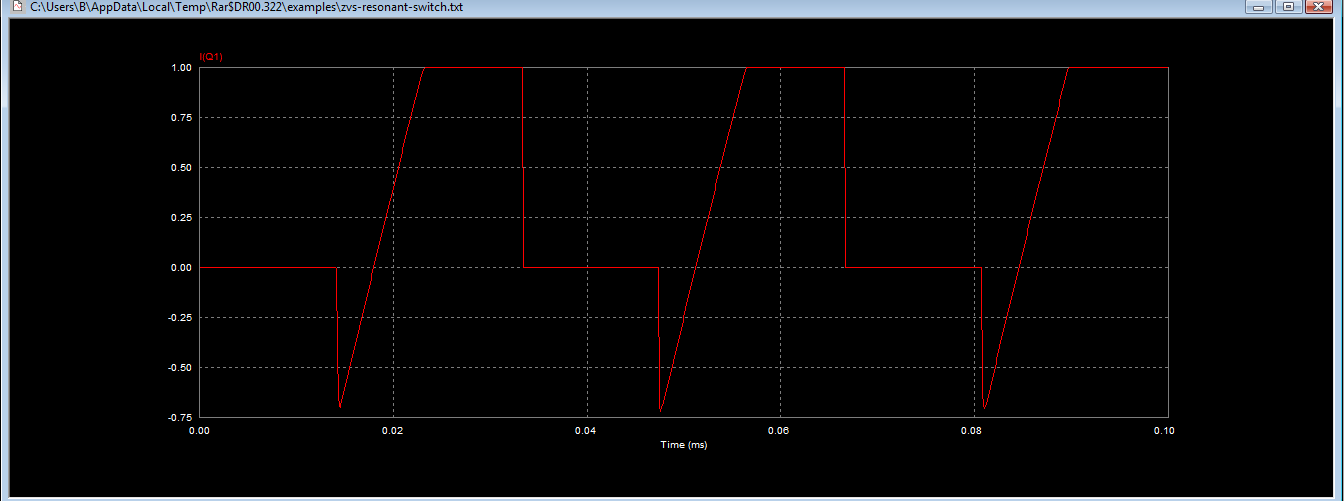 C:\Users\B\AppData\Local\Temp\Rar$DR00.322\examples\zvs-resonant-switch.txt
I(Q1)
1.00
0.75
0.50
0.25
0.00
-0.25
-0.50
-0.75
0.00 0.02 0.04 0.06 0.08 0.10
Time (ms)